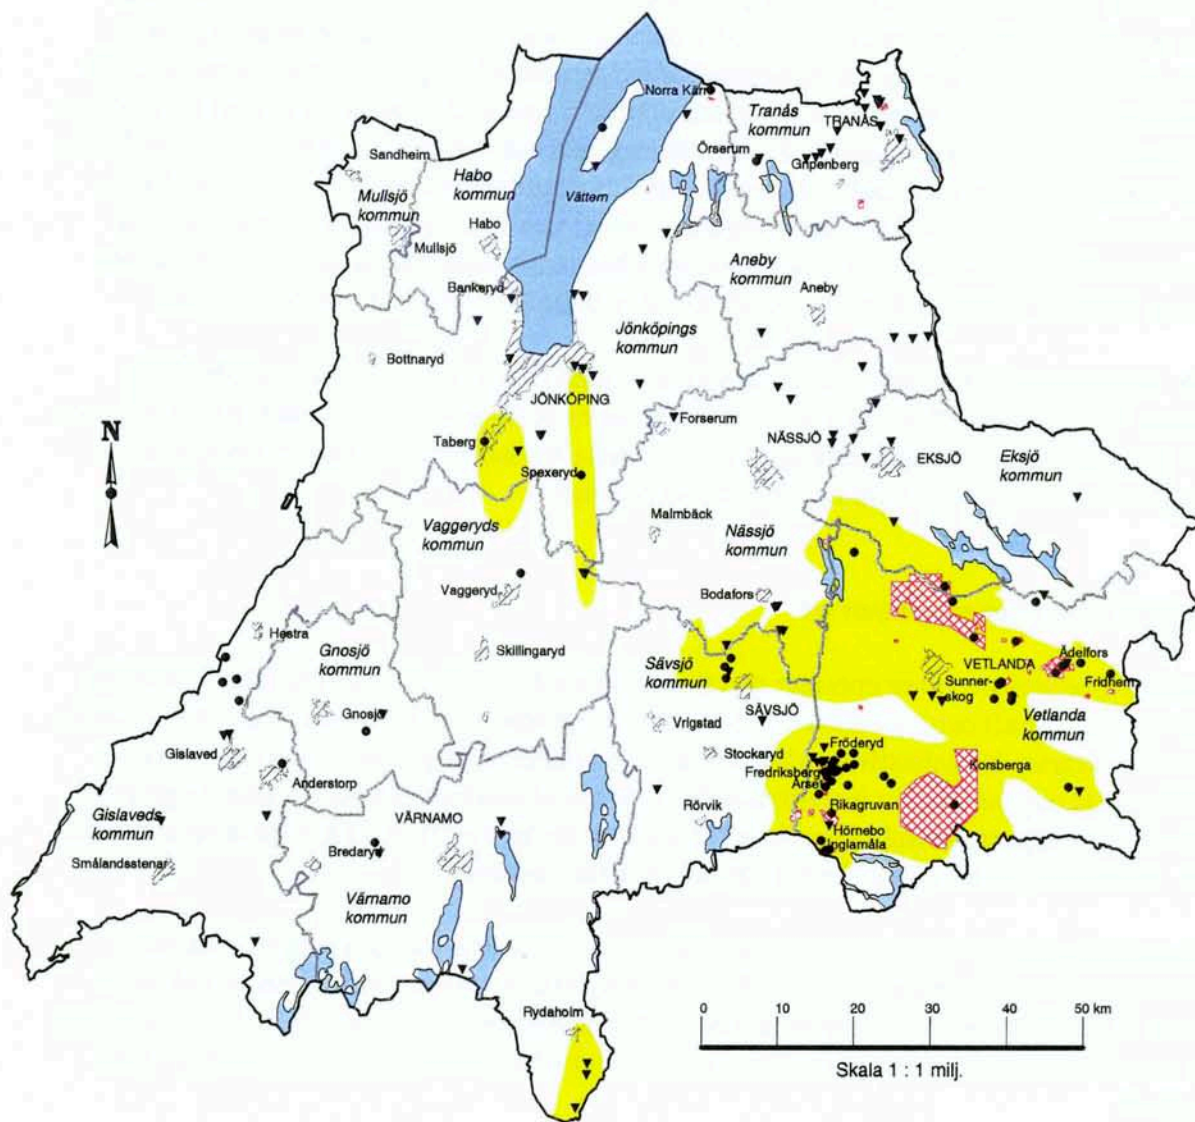 Norra Kärr
Tranås
kommun
TRANÅS
Örserum
Gripenberg
Sandhem
Habo
kommun
Mullsjö
kommun
Vättern
Habo
Mullsjö
Aneby
kommun
Aneby
Bankeryd
Jönköpings
kommun
Bottnaryd
JÖNKÖPING
Forserum
N
Taberg
NÄSSJÖ
EKSJÖ
Eksjö
kommun
Spexeryd
Malmbäck
Vaggeryds
kommun
Nässjö
kommun
Vaggeryd
Bodafors
Hestra
Gnosjö
kommun
Skillingaryd
Sävsjö
kommun
VETLANDA
Ädelfors
Sunner-
skog
Fridhem
Gnosjö
SÄVSJÖ
Vrigstad
Vetlanda
kommun
Gislaved
Stockaryd
Fröderyd
Anderstorp
Fredriksberg
Korsberga
Årset
Gislaveds
kommun
Rörvik
Rikagruvan
VÄRNAMO
Hörnebo
Smålandsstenar
Bredaryd
Inglamåla
Värnamo
kommun
Rydaholm
0 10 20 30 40 50 km
Skala 1 : 1 milj.